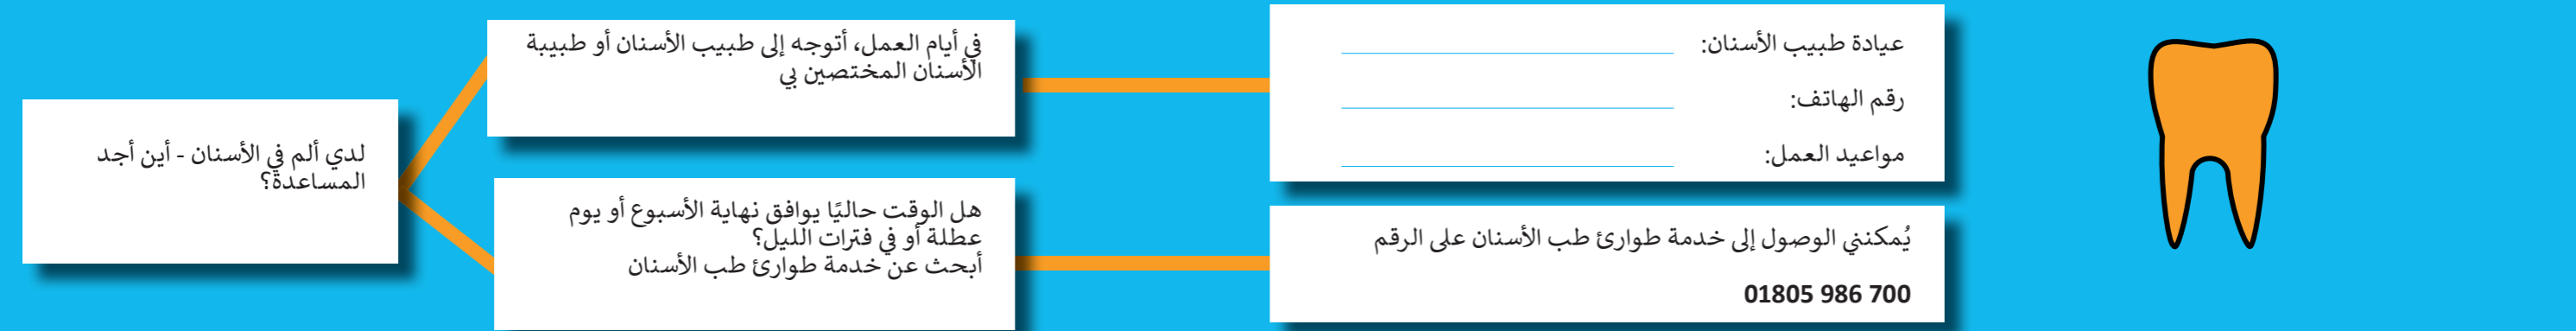 لدي ألم في الأسنان - أين أجد
المساعدة؟
في أيام العمل، أتوجه إلى طبيب الأسنان أو طبيبة
الأسنان المختصين بي
عيادة طبيب الأسنان:
رقم الهاتف:
مواعيد العمل:
هل الوقت حاليًا يوافق نهاية الأسبوع أو يوم
عطلة أو في فترات الليل؟
أبحث عن خدمة طوارئ طب الأسنان
يُمكنني الوصول إلى خدمة طوارئ طب الأسنان على الرقم
01805 986 700